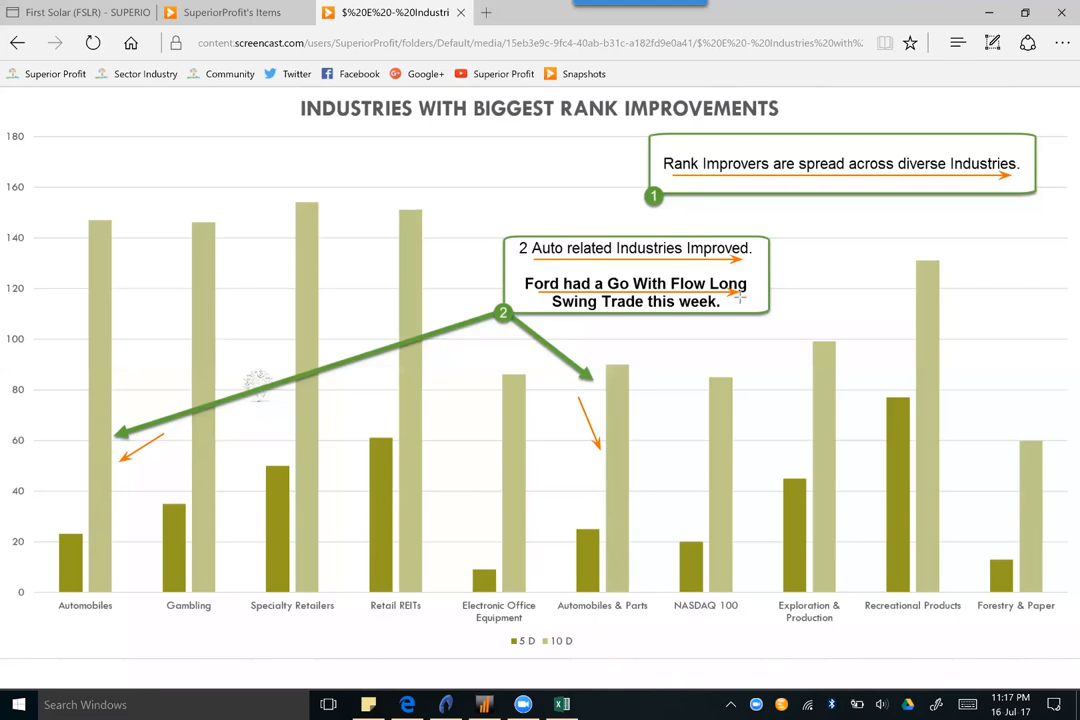 First Solar (FSLR) - SUPERIO
SuperiorProfit's Items
$%20E%20-%20Industri
content.screencast.com/users/SuperiorProfit/folders/Default/media/15eb3e9c-9fc4-40ab-b31c-a182fd9e0a41/$%20E%20-%20Industries%20with%
Superior Profit
Sector Industry
Community
Twitter
Facebook
Google+
Superior Profit
Snapshots
INDUSTRIES WITH BIGGEST RANK IMPROVEMENTS
180
160
140
120
100
80
60
40
20
0
Rank Improvers are spread across diverse Industries.
1
2 Auto related Industries Improved.
Ford had a Go With Flow Long
Swing Trade this week.
2
Automobiles
Gambling
Specialty Retailers
Retail REITs
Electronic Office
Equipment
Automobiles & Parts
NASDAQ 100
Exploration &
Production
Recreational Products
Forestry & Paper
5 D
10 D
Search Windows
11:17 PM
16 Jul 17